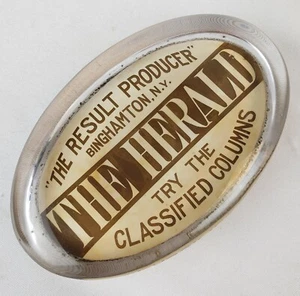 "THE RESULT PRODUCER"
BINGHAMTON, N.Y.
THE HERALD
TRY THE
CLASSIFIED COLUMNS